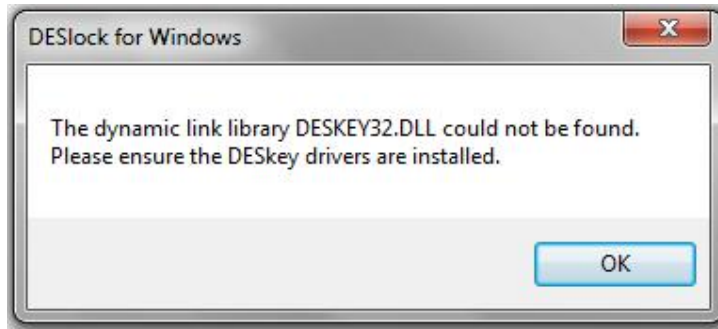 DESlock for Windows
The dynamic link library DESKEY32.DLL could not be found.
Please ensure the DESkey drivers are installed.
OK